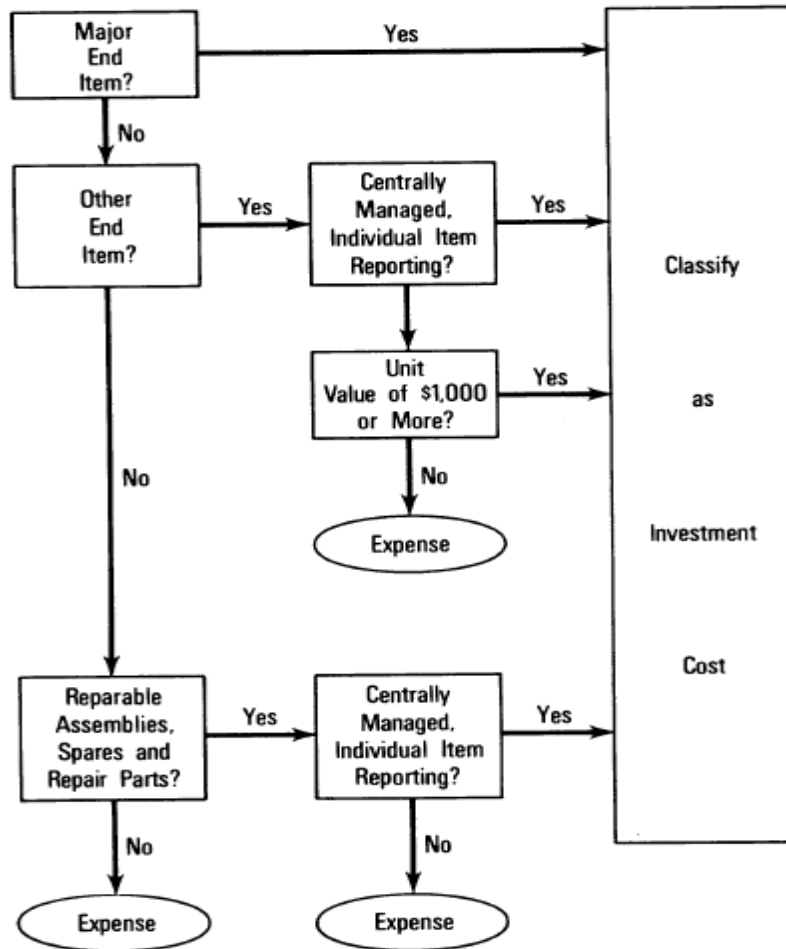 Major
End
Item?
Yes
No
Other
End
Item?
Yes
Centrally
Managed,
Individual Item
Reporting?
Yes
Classify
Unit
Value of $1,000
or More?
Yes
as
No
No
Expense
Investment
Reparable
Assemblies,
Spares and
Repair Parts?
Yes
Centrally
Managed,
Individual Item
Reporting?
Yes
Cost
No
No
Expense
Expense